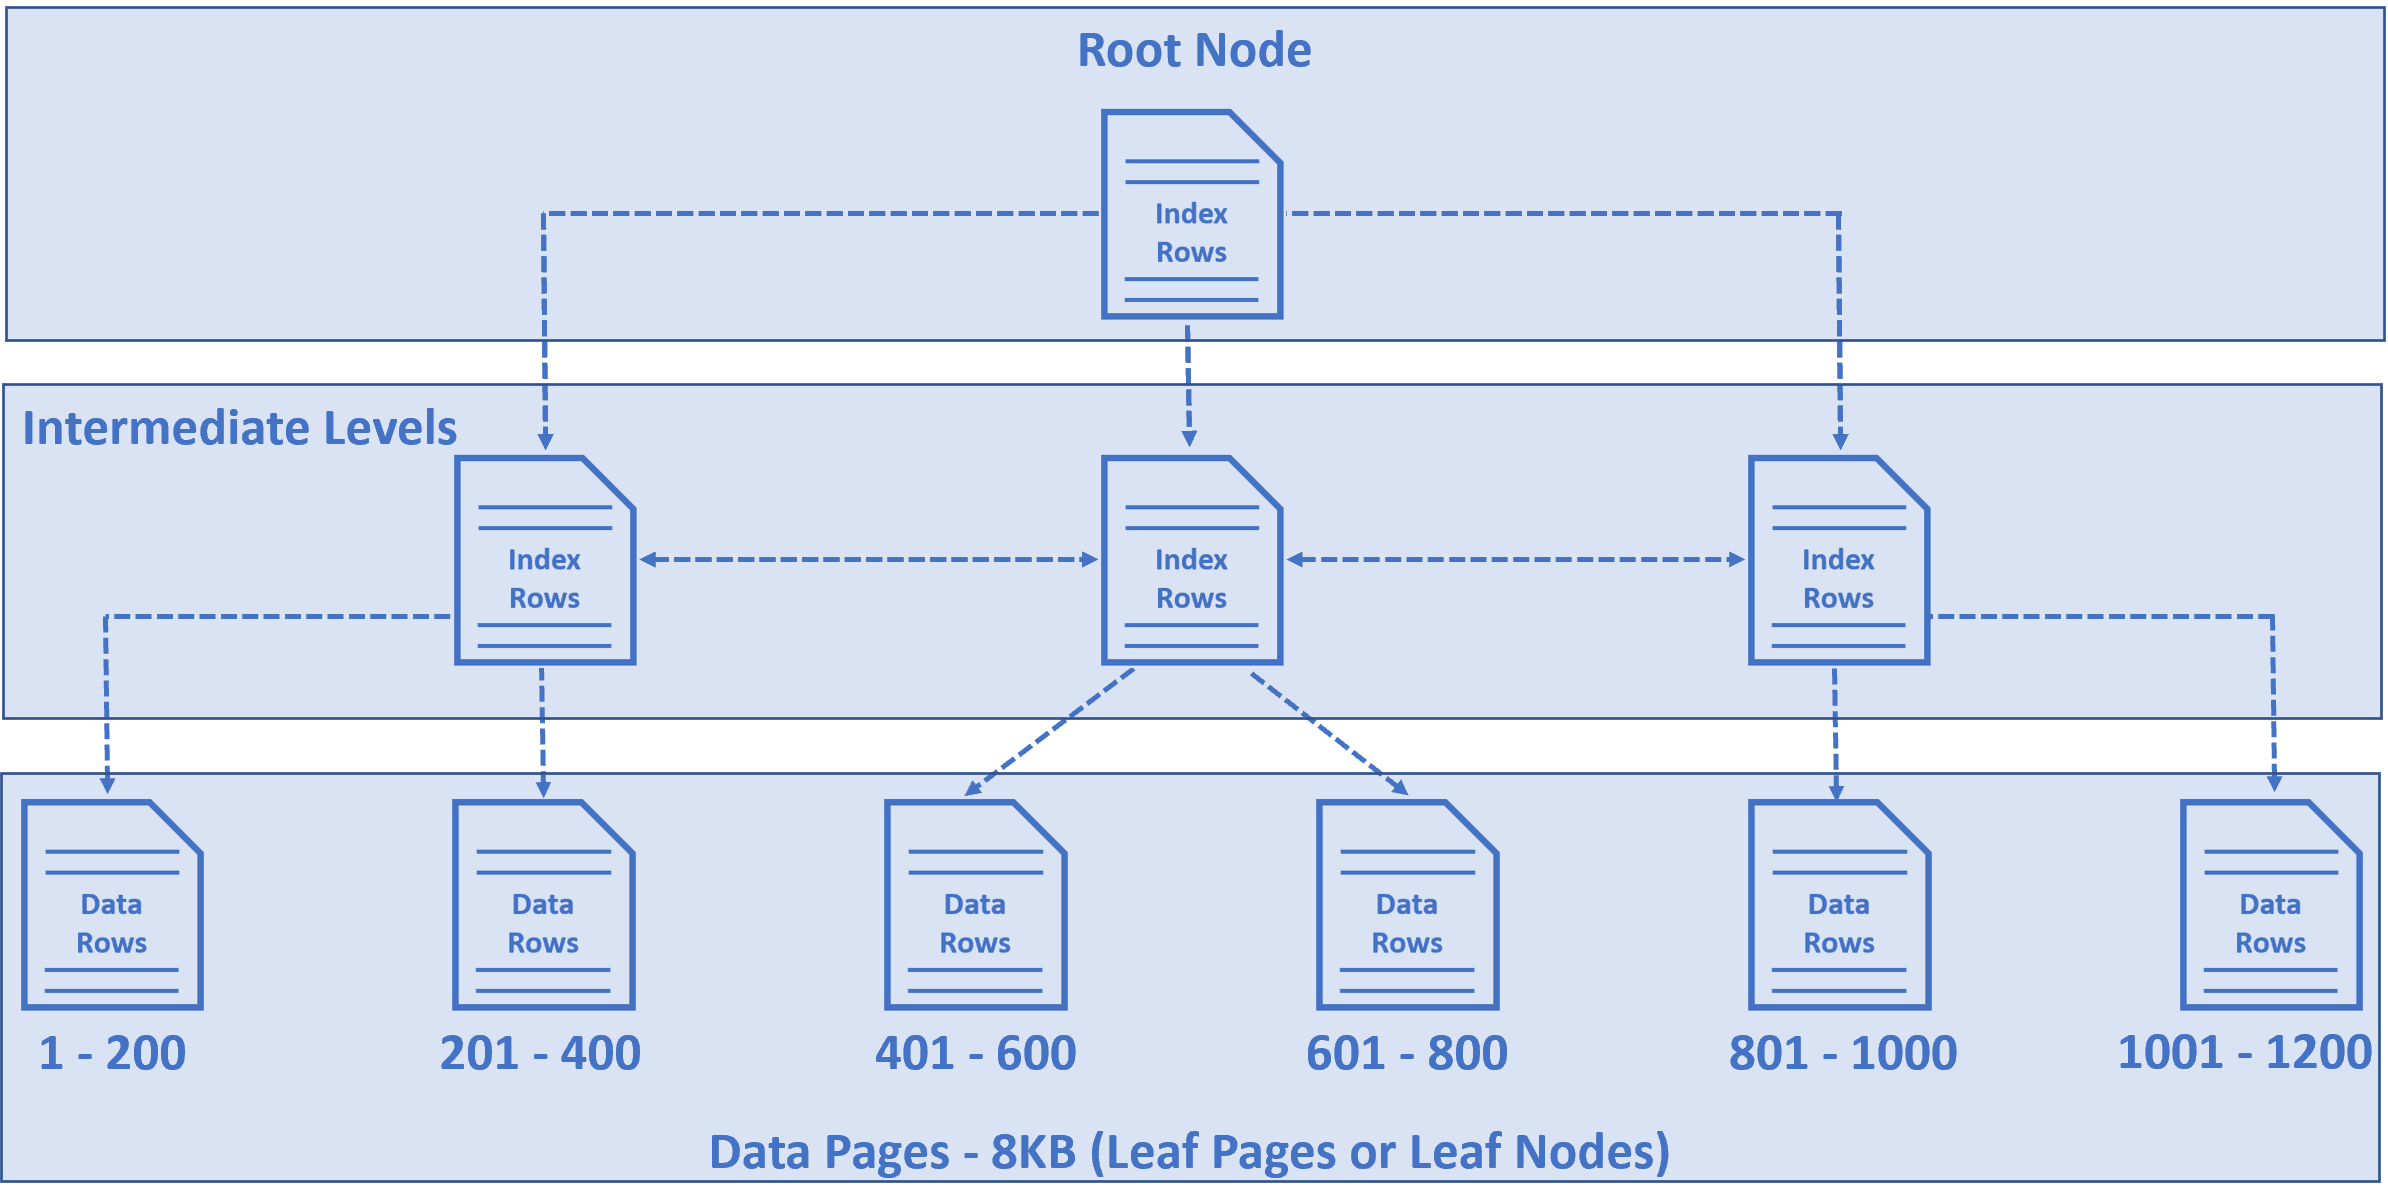 Root Node
Index
Rows
Intermediate Levels
Index
Rows
Index
Rows
Index
Rows
Data
Rows
Data
Rows
Data
Rows
Data
Rows
Data
Rows
Data
Rows
1 - 200
201 - 400
401 - 600
601 - 800
801 - 1000
1001 - 1200
Data Pages - 8KB (Leaf Pages or Leaf Nodes)